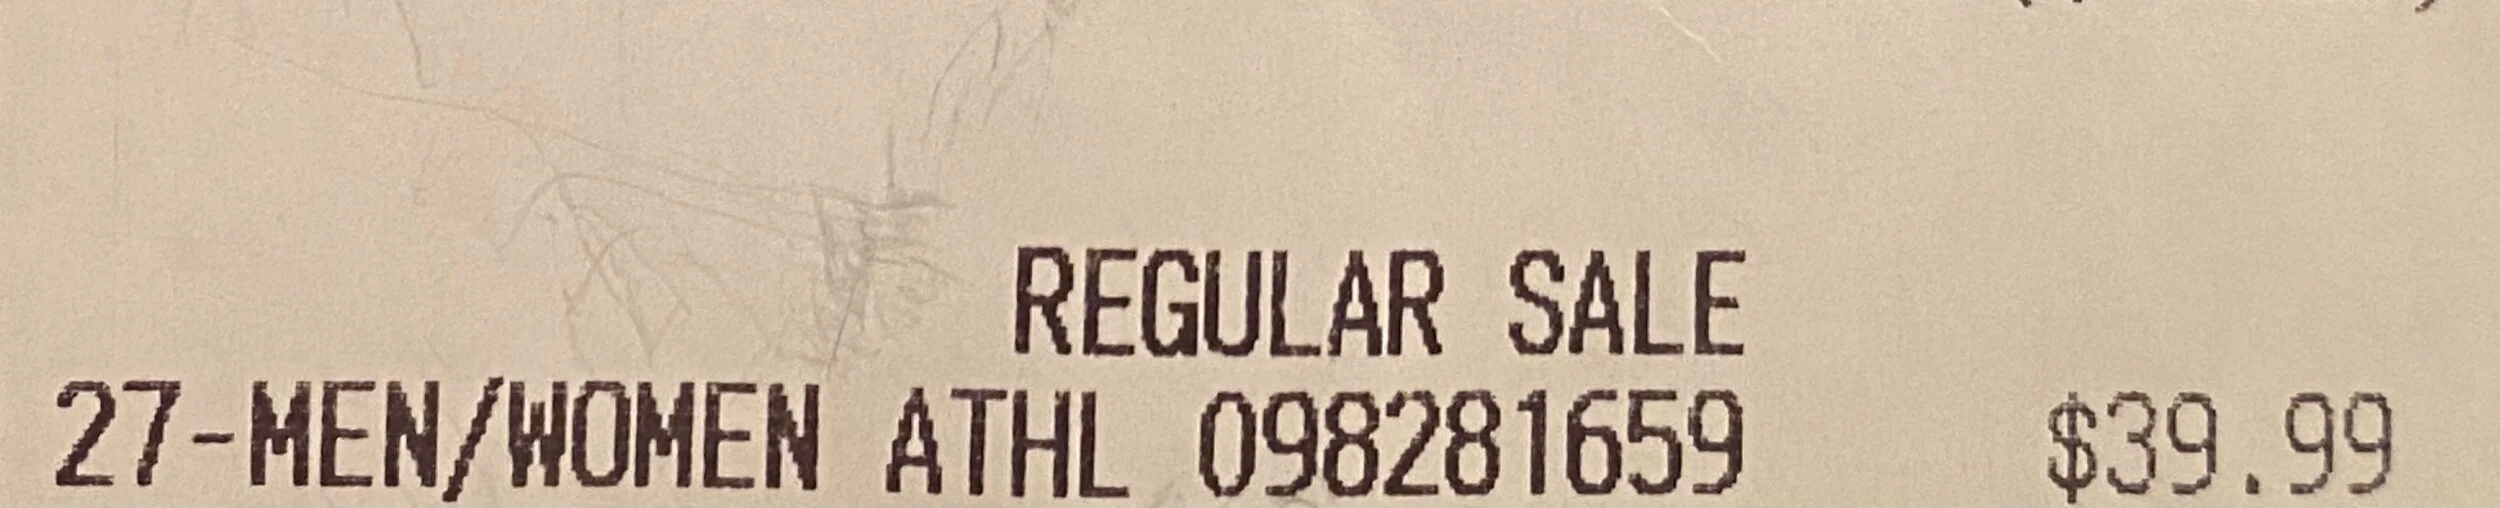 REGULAR SALE
27-MEN/WOMEN ATHL 098281659 $39.99